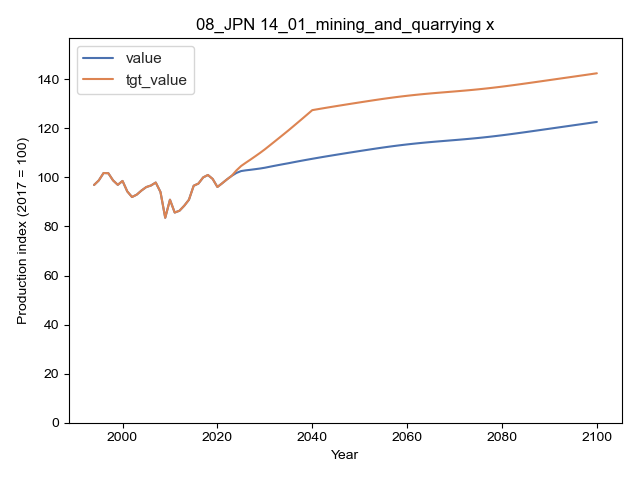 08_JPN 14_01_mining_and_quarrying x
value
tgt_value
Production index (2017 = 100)
140
120
100
80
60
40
20
0
2000
2020
2040
2060
2080
2100
Year